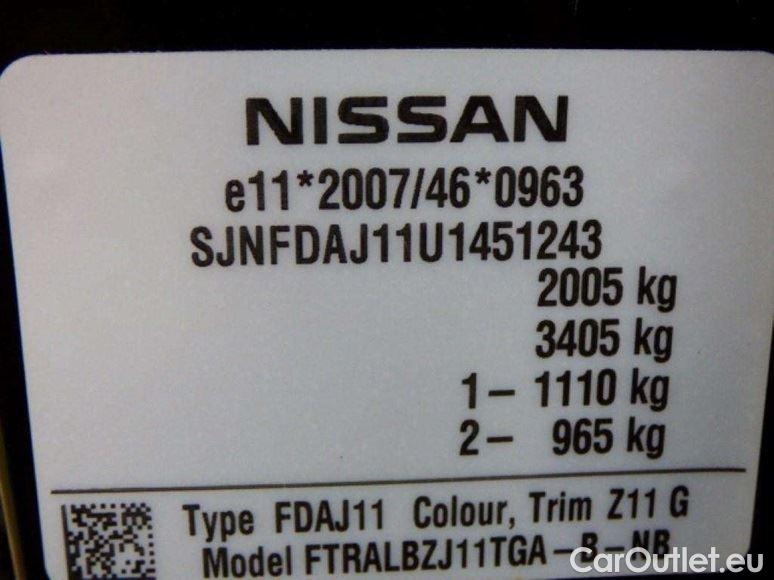 NISSAN
e11*2007/46*0963
SJNFDAJ11U1451243
2005 kg
3405 kg
1– 1110 kg
2– 965 kg
Type FDAJ11 Colour, Trim Z11 G
Model FTRALBZJ11TGA–B–NB
CarOutlet.eu